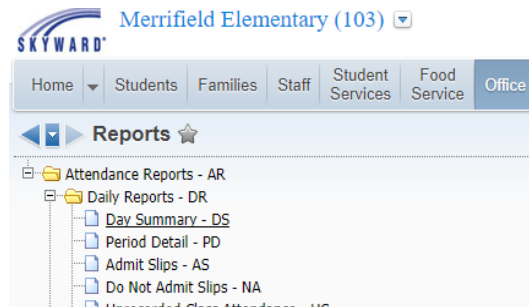 Merrifield Elementary (103)
SKYWARD
Home Students Families Staff Student Services Food Service Office
Reports
Attendance Reports - AR
Daily Reports - DR
Day Summary - DS
Period Detail - PD
Admit Slips - AS
Do Not Admit Slips - NA